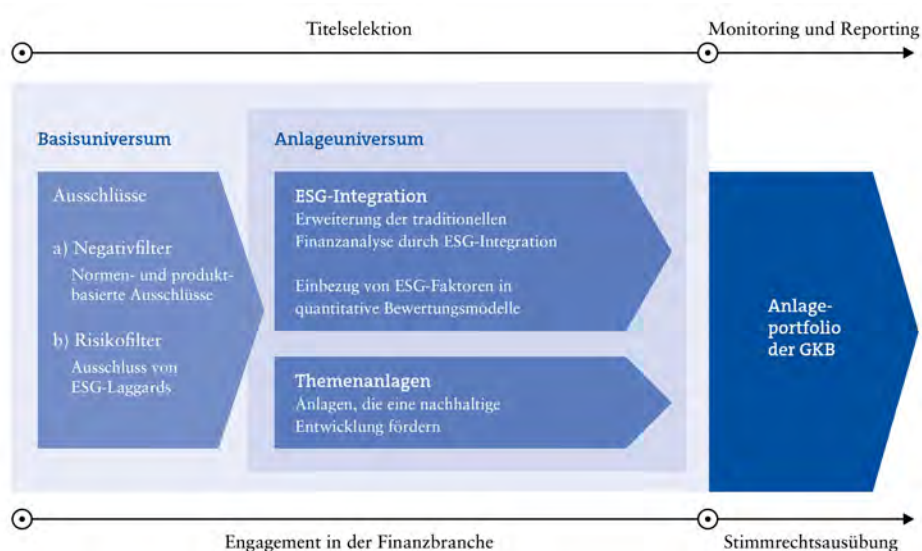 Titelselektion
Monitoring und Reporting
Basisuniversum
Ausschlüsse
a) Negativfilter
Normen- und produkt-
basierte Ausschlüsse
b) Risikofilter
Ausschluss von
ESG-Laggards
Anlageuniversum
ESG-Integration
Erweiterung der traditionellen
Finanzanalyse durch ESG-Integration
Einbezug von ESG-Faktoren in
quantitative Bewertungsmodelle
Themenanlagen
Anlagen, die eine nachhaltige
Entwicklung fördern
Anlage-
portfolio
der GKB
Engagement in der Finanzbranche
Stimmrechtsausübung